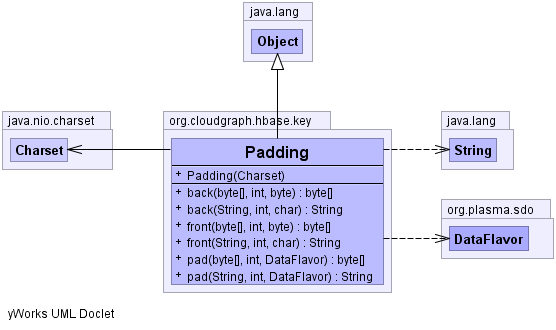 java.lang
Object
java.nio.charset
Charset
org.cloudgraph.hbase.key
Padding
+ Padding(Charset)
+ back(byte[], int, byte) : byte[]
+ back(String, int, char) : String
+ front(byte[], int, byte) : byte[]
+ front(String, int, char) : String
+ pad(byte[], int, DataFlavor) : byte[]
+ pad(String, int, DataFlavor) : String
java.lang
String
org.plasma.sdo
DataFlavor
yWorks UML Doclet